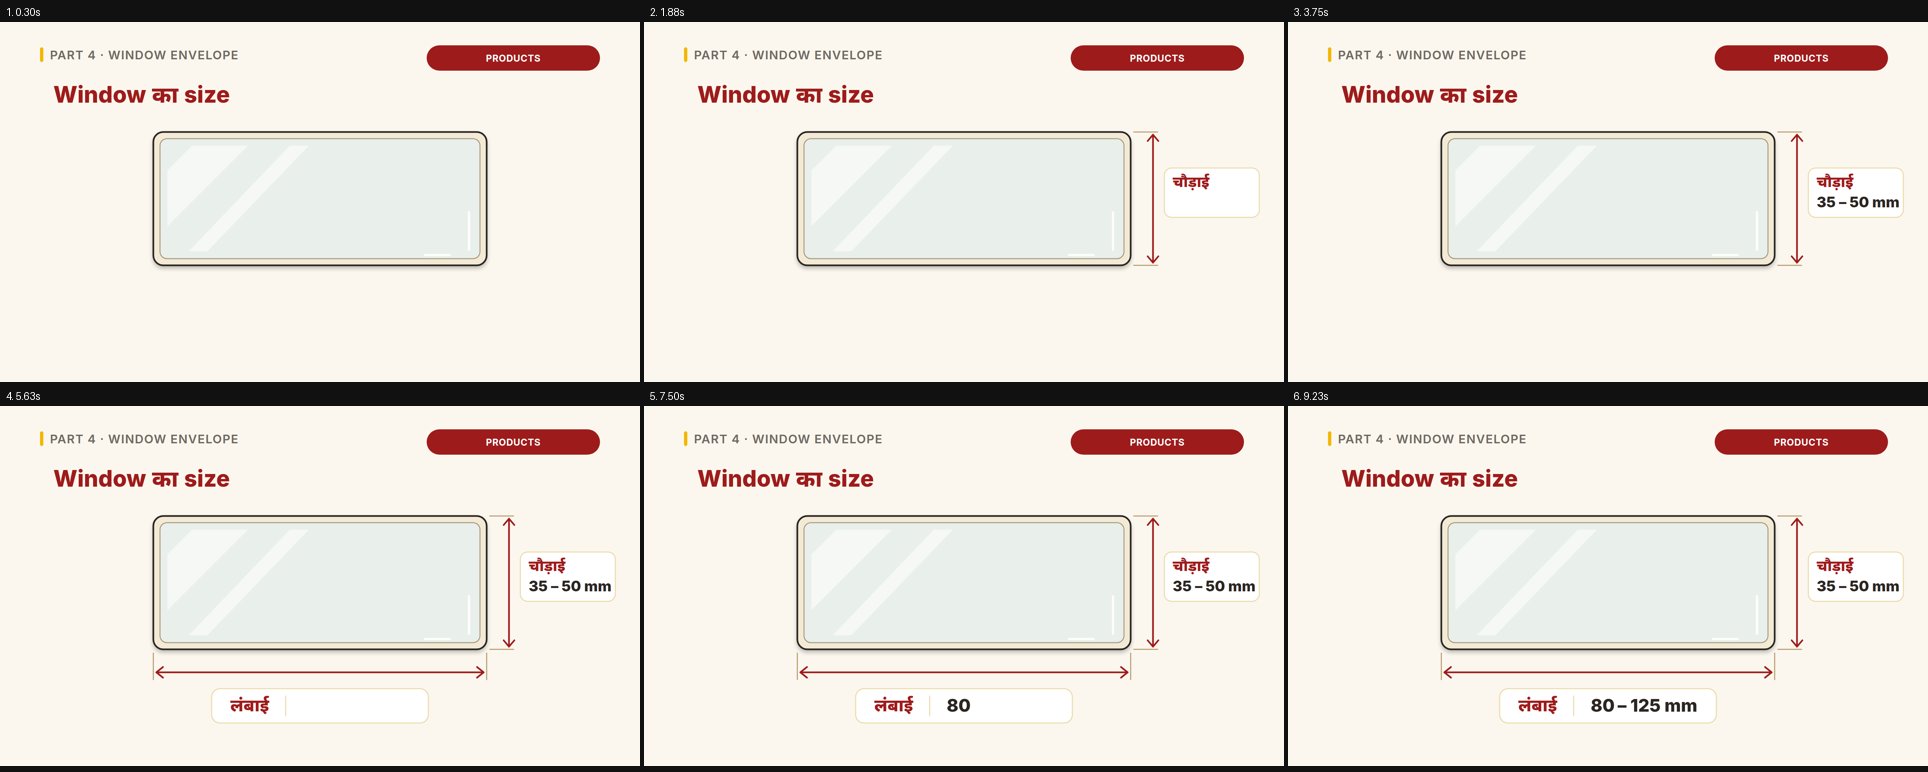 1. 0.30s
PART 4 · WINDOW ENVELOPE
PRODUCTS
Window का size
2. 1.88s
PART 4 · WINDOW ENVELOPE
PRODUCTS
Window का size
चौड़ाई
3. 3.75s
PART 4 · WINDOW ENVELOPE
PRODUCTS
Window का size
चौड़ाई
35 – 50 mm
4. 5.63s
PART 4 · WINDOW ENVELOPE
PRODUCTS
Window का size
चौड़ाई
35 – 50 mm
लंबाई
5. 7.50s
PART 4 · WINDOW ENVELOPE
PRODUCTS
Window का size
चौड़ाई
35 – 50 mm
लंबाई 80
6. 9.23s
PART 4 · WINDOW ENVELOPE
PRODUCTS
Window का size
चौड़ाई
35 – 50 mm
लंबाई 80 – 125 mm